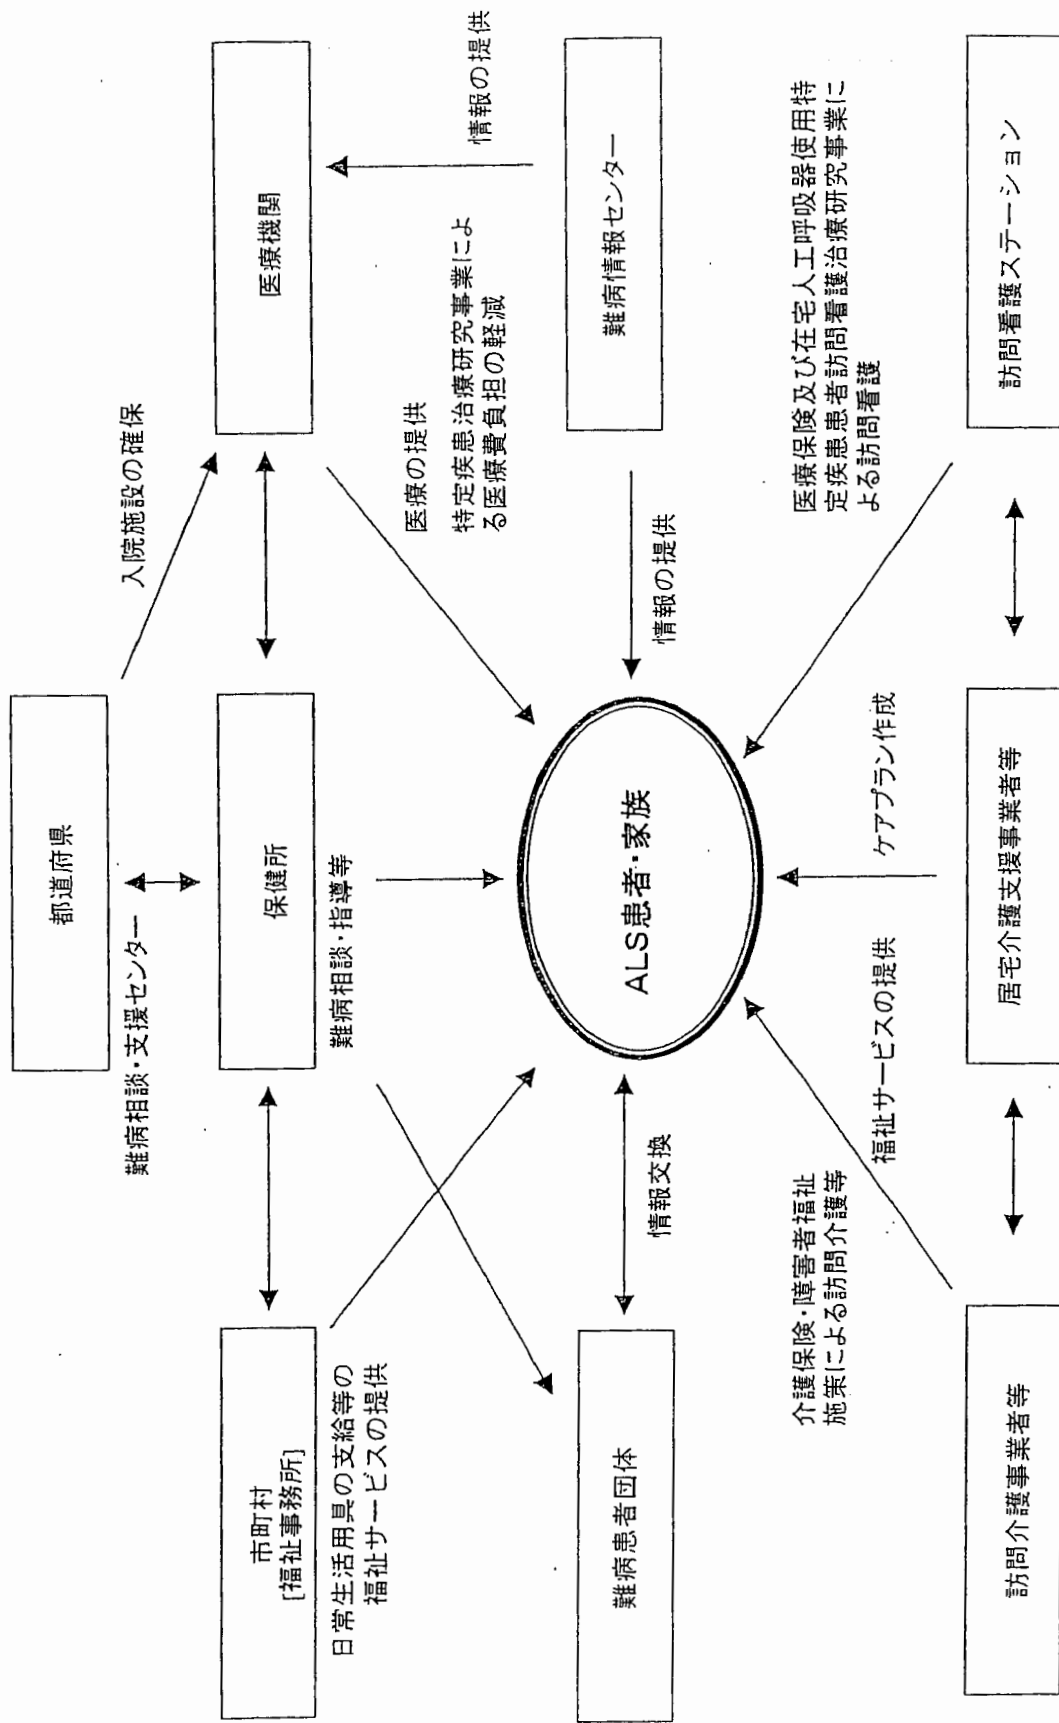 都道府県
難病相談・支援センター
入院施設の確保
市町村
[福祉事務所]
保健所
医療機関
日常生活用具の支給等の
福祉サービスの提供
難病相談・指導等
医療の提供
特定疾患治療研究事業によ
る医療費負担の軽減
情報の提供
難病患者団体
情報交換
ALS患者・家族
情報の提供
難病情報センター
介護保険・障害者福祉
施策による訪問介護等
福祉サービスの提供
ケアプラン作成
医療保険及び在宅人工呼吸器使用特
定疾患患者訪問看護治療研究事業に
よる訪問看護
訪問介護事業者等
居宅介護支援事業者等
訪問看護ステーション